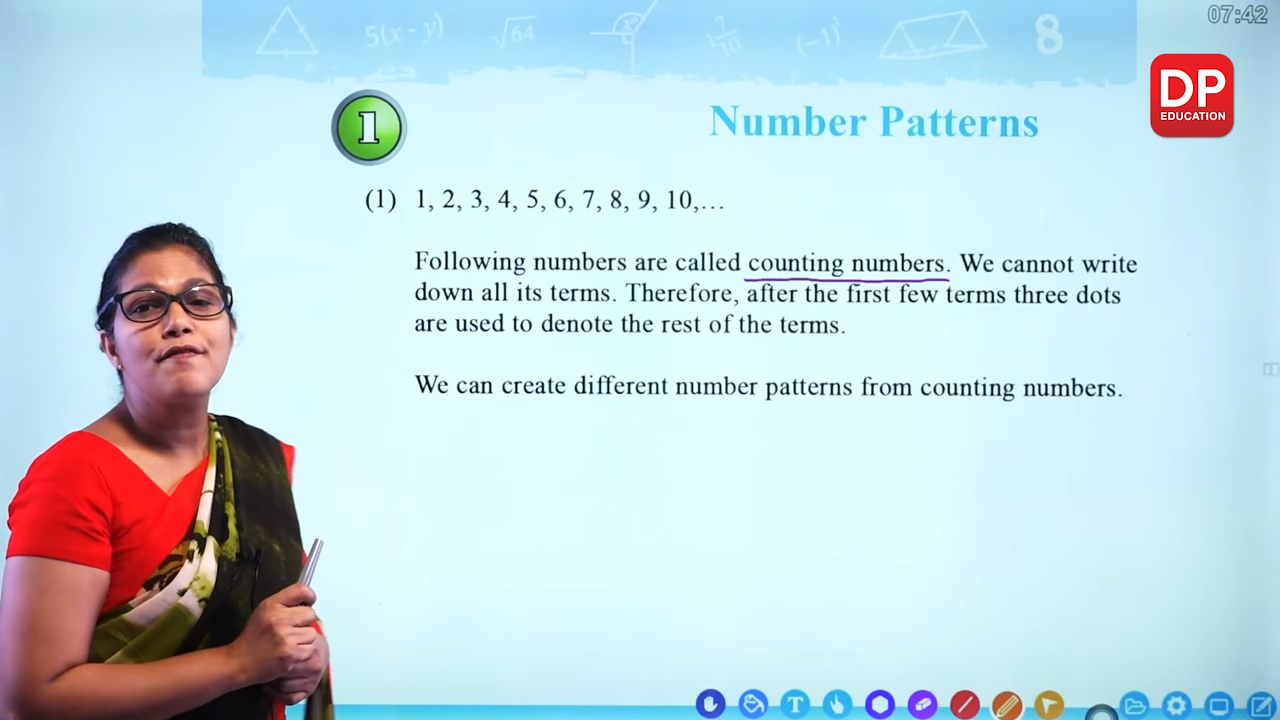 07:42
5(x - y)
√64
8
DP
EDUCATION
1
Number Patterns
(1) 1, 2, 3, 4, 5, 6, 7, 8, 9, 10,...
Following numbers are called counting numbers. We cannot write
down all its terms. Therefore, after the first few terms three dots
are used to denote the rest of the terms.
We can create different number patterns from counting numbers.
T